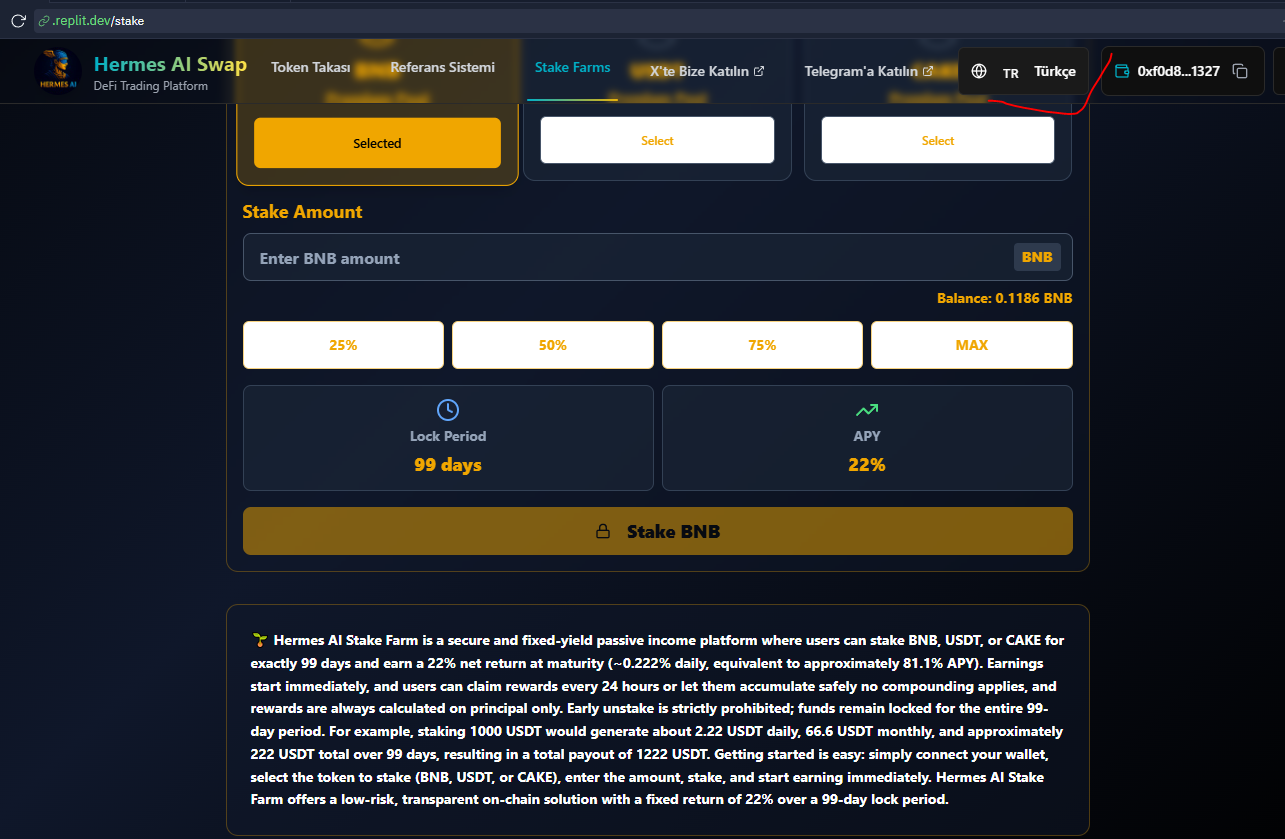 .replit.dev/stake
Hermes AI Swap
DeFi Trading Platform
HERMES AI
Token Takası
Referans Sistemi
Stake Farms
X'te Bize Katılın
Telegram'a Katılın
TR Türkçe
0xf0d8...1327
Selected
Select
Select
Stake Amount
Enter BNB amount
BNB
Balance: 0.1186 BNB
25%
50%
75%
MAX
Lock Period
99 days
APY
22%
Stake BNB
Hermes AI Stake Farm is a secure and fixed-yield passive income platform where users can stake BNB, USDT, or CAKE for
exactly 99 days and earn a 22% net return at maturity (~0.222% daily, equivalent to approximately 81.1% APY). Earnings
start immediately, and users can claim rewards every 24 hours or let them accumulate safely no compounding applies, and
rewards are always calculated on principal only. Early unstake is strictly prohibited; funds remain locked for the entire 99-
day period. For example, staking 1000 USDT would generate about 2.22 USDT daily, 66.6 USDT monthly, and approximately
222 USDT total over 99 days, resulting in a total payout of 1222 USDT. Getting started is easy: simply connect your wallet,
select the token to stake (BNB, USDT, or CAKE), enter the amount, stake, and start earning immediately. Hermes AI Stake
Farm offers a low-risk, transparent on-chain solution with a fixed return of 22% over a 99-day lock period.